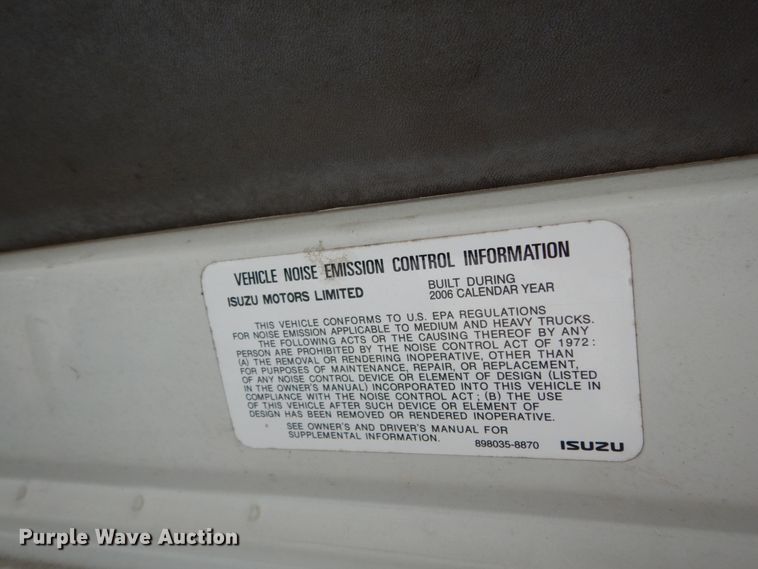 VEHICLE NOISE EMISSION CONTROL INFORMATION
ISUZU MOTORS LIMITED
BUILT DURING
2006 CALENDAR YEAR
THIS VEHICLE CONFORMS TO U.S. EPA REGULATIONS
FOR NOISE EMISSION APPLICABLE TO MEDIUM AND HEAVY TRUCKS.
THE FOLLOWING ACTS OR THE CAUSING THEREOF BY ANY
PERSON ARE PROHIBITED BY THE NOISE CONTROL ACT OF 1972 :
(A) THE REMOVAL OR RENDERING INOPERATIVE, OTHER THAN
FOR PURPOSES OF MAINTENANCE, REPAIR, OR REPLACEMENT,
OF ANY NOISE CONTROL DEVICE OR ELEMENT OF DESIGN (LISTED
IN THE OWNER'S MANUAL) INCORPORATED INTO THIS VEHICLE IN
COMPLIANCE WITH THE NOISE CONTROL ACT ; (B) THE USE
OF THIS VEHICLE AFTER SUCH DEVICE OR ELEMENT OF
DESIGN HAS BEEN REMOVED OR RENDERED INOPERATIVE.
SEE OWNER'S AND DRIVER'S MANUAL FOR
SUPPLEMENTAL INFORMATION.
898035-8870
ISUZU
Purple Wave Auction